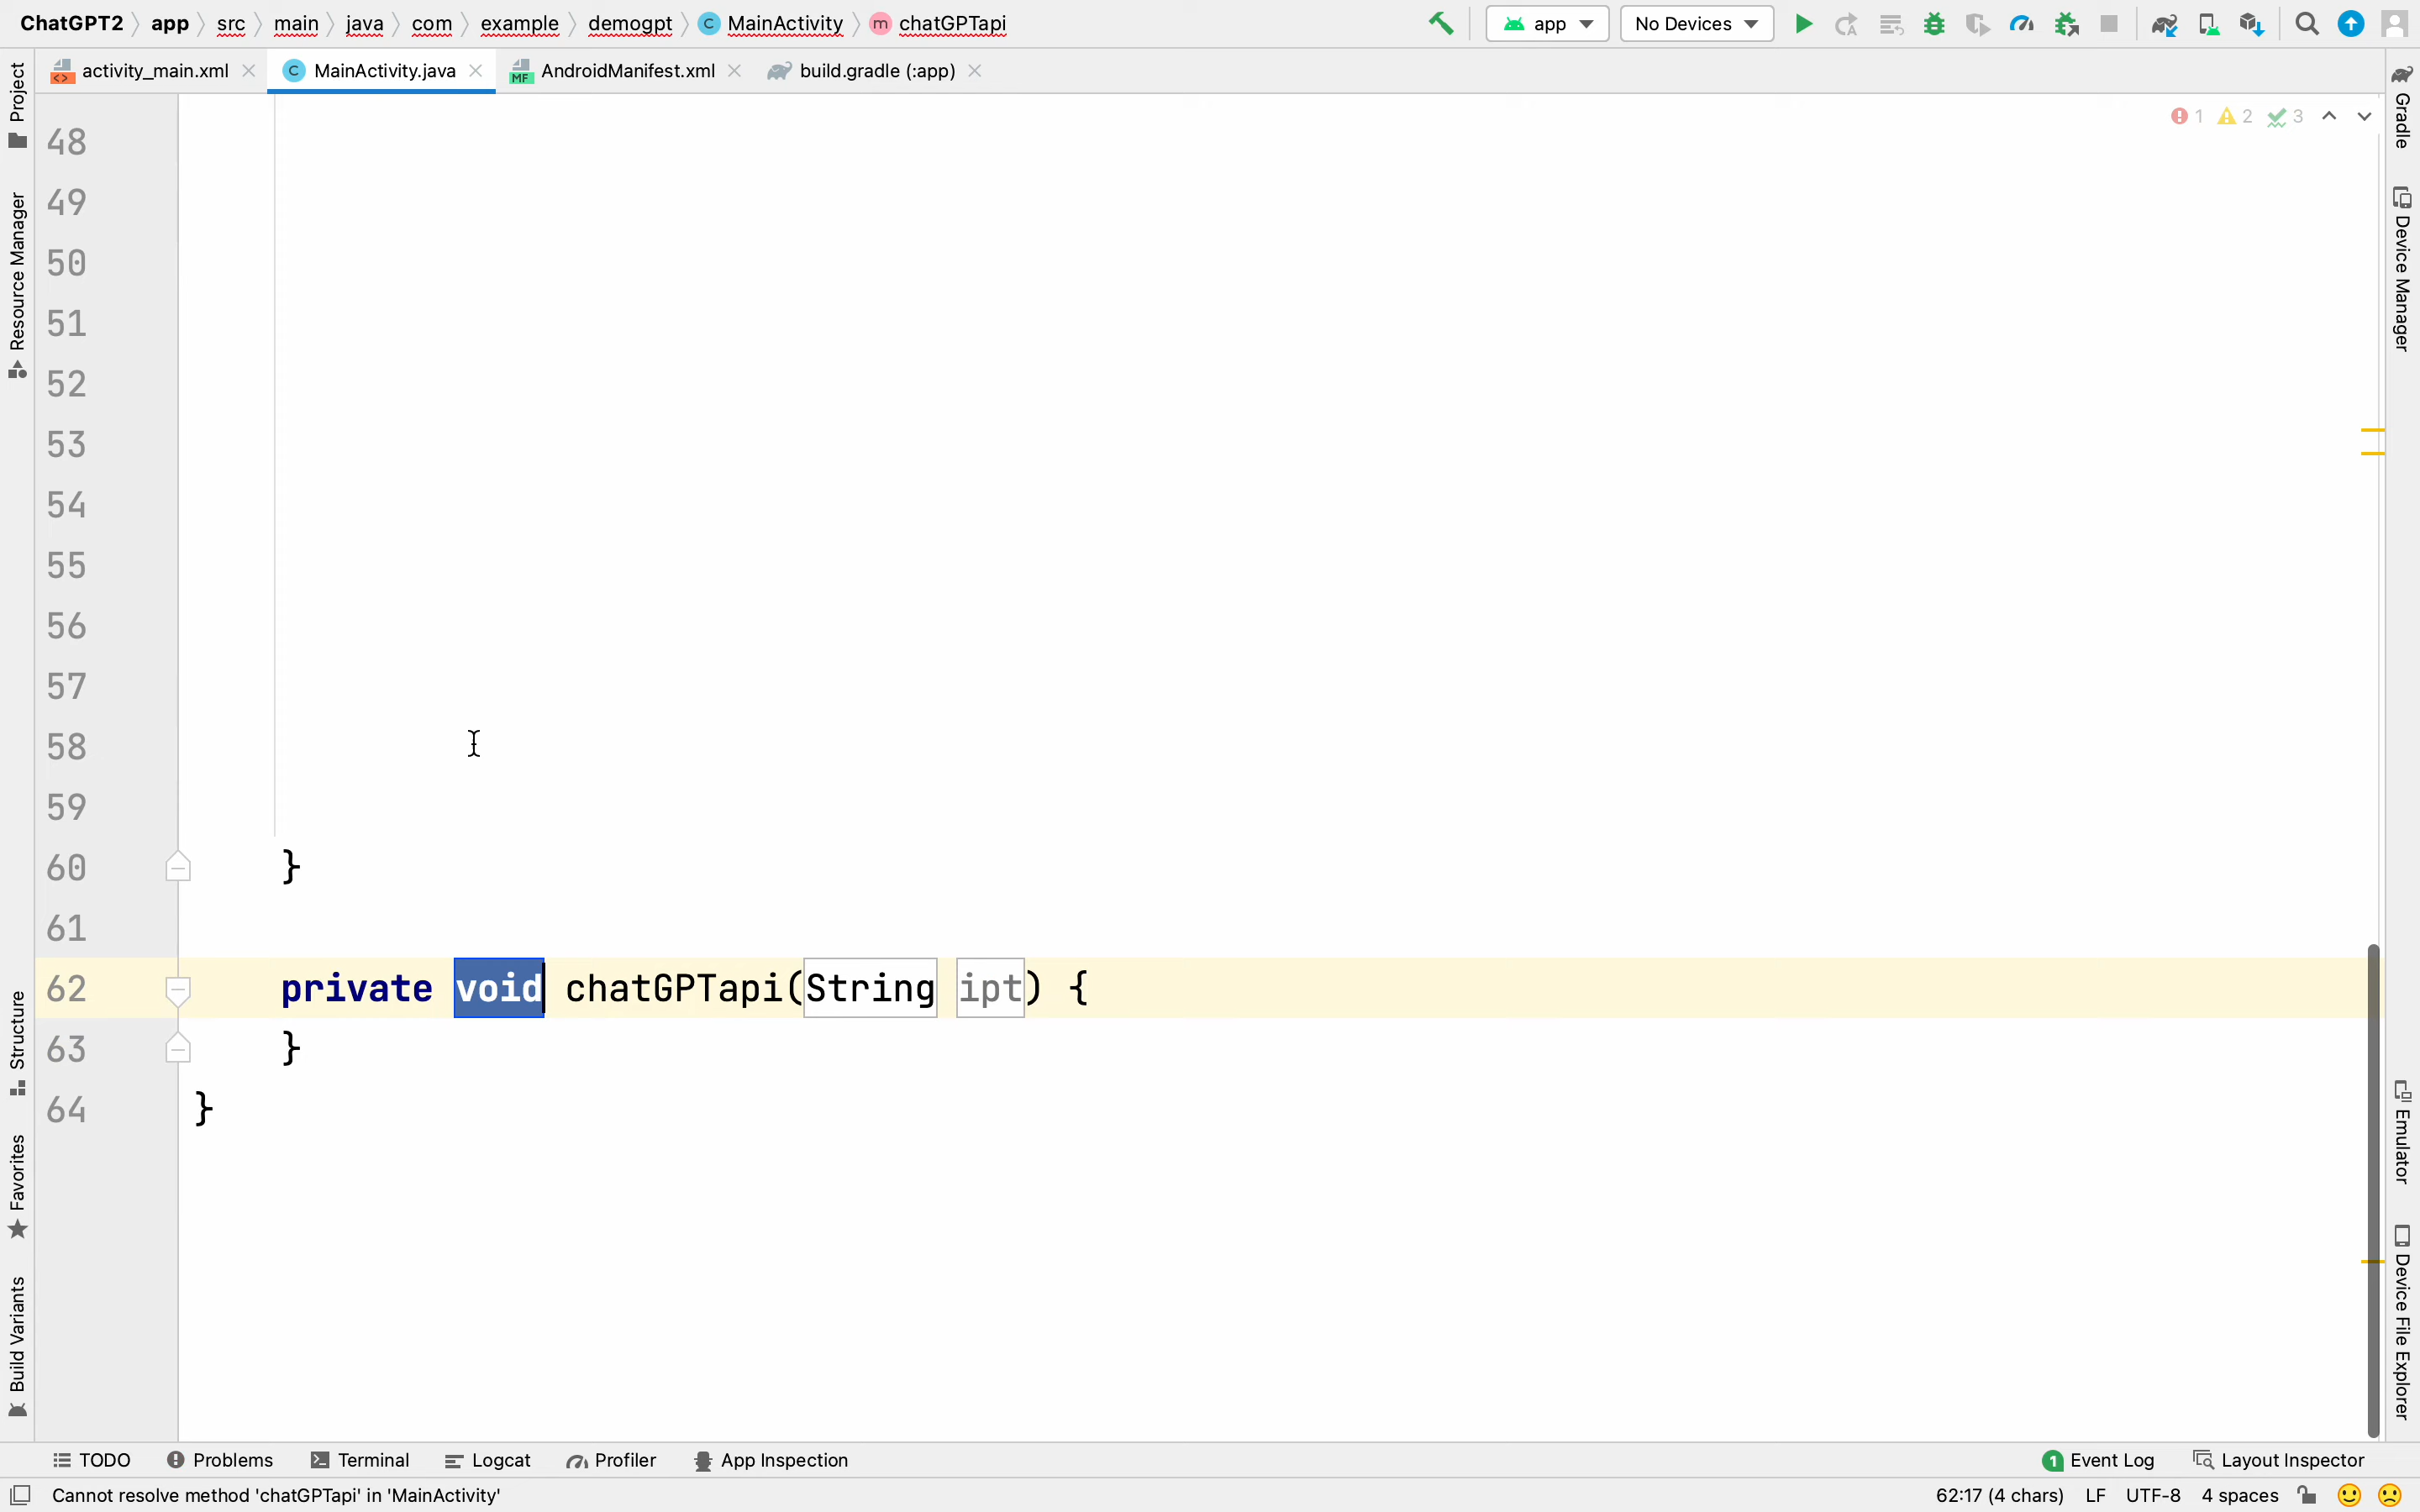 ChatGPT2 app src main java com example demogpt MainActivity chatGPTapi app No Devices
activity_main.xml MainActivity.java AndroidManifest.xml build.gradle (:app)
Project
Resource Manager
Structure
Favorites
Build Variants
1 2 3
48
49
50
51
52
53
54
55
56
57
58
59
60 }
61
62 private void chatGPTapi(String ipt) {
63 }
64 }
Gradle
Device Manager
Emulator
Device File Explorer
TODO Problems Terminal Logcat Profiler App Inspection 1 Event Log Layout Inspector
Cannot resolve method 'chatGPTapi' in 'MainActivity' 62:17 (4 chars) LF UTF-8 4 spaces